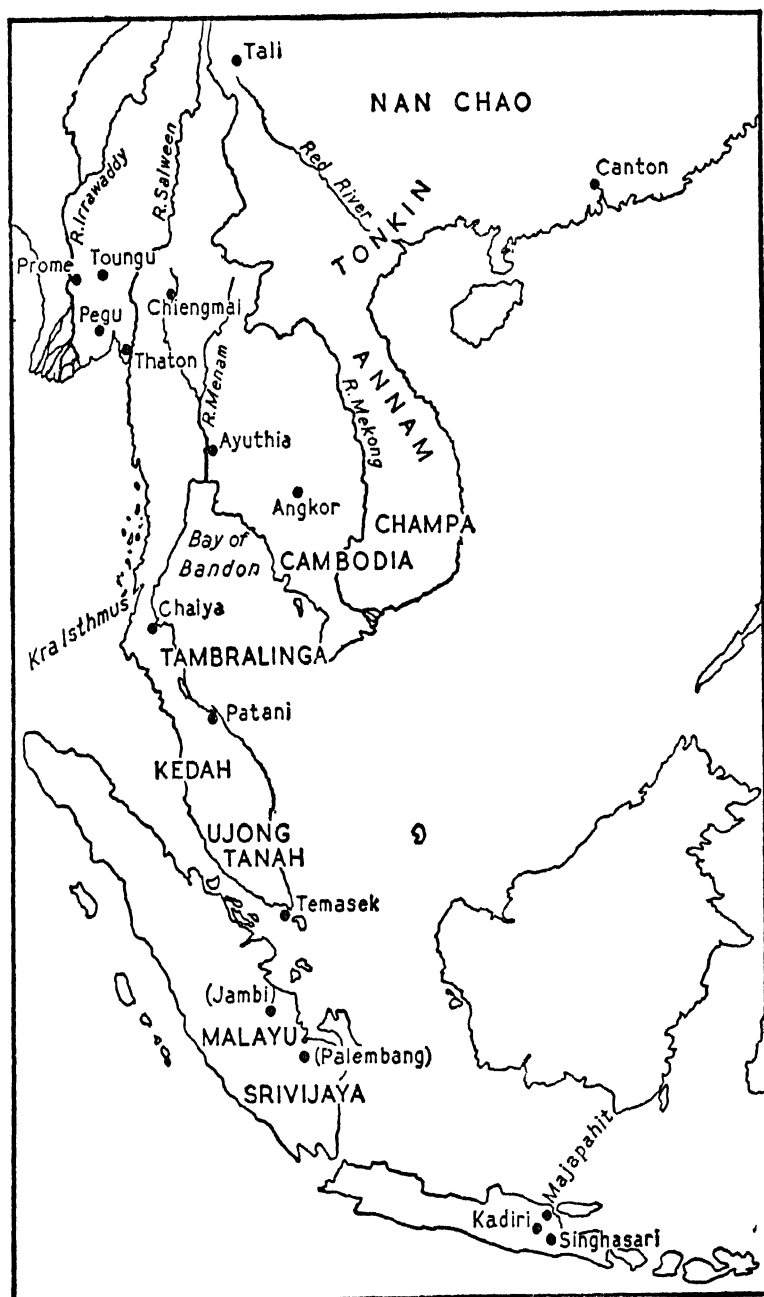 Tali
NAN CHAO
Canton
Red River
TONKIN
R.Irrawaddy
R.Salween
Prome
Toungu
Pegu
Chiengmai
Thaton
R.Menam
ANNAM
R.Mekong
Ayuthia
Angkor
CHAMPA
Bay of
Bandon
CAMBODIA
Kra Isthmus
Chaiya
TAMBRALINGA
Patani
KEDAH
UJONG
TANAH
Temasek
(Jambi)
MALAYU
(Palembang)
SRIVIJAYA
Majapahit
Kadiri
Singhasari